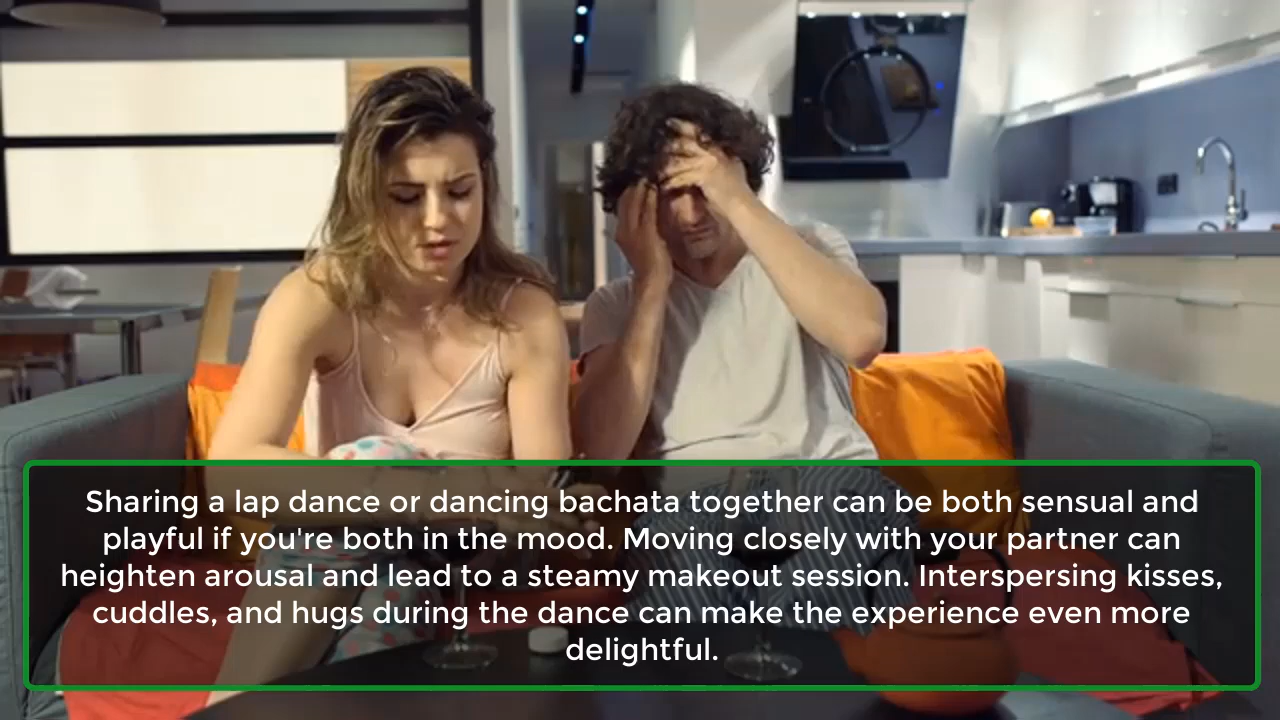 Sharing a lap dance or dancing bachata together can be both sensual and
playful if you're both in the mood. Moving closely with your partner can
heighten arousal and lead to a steamy makeout session. Interspersing kisses,
cuddles, and hugs during the dance can make the experience even more
delightful.